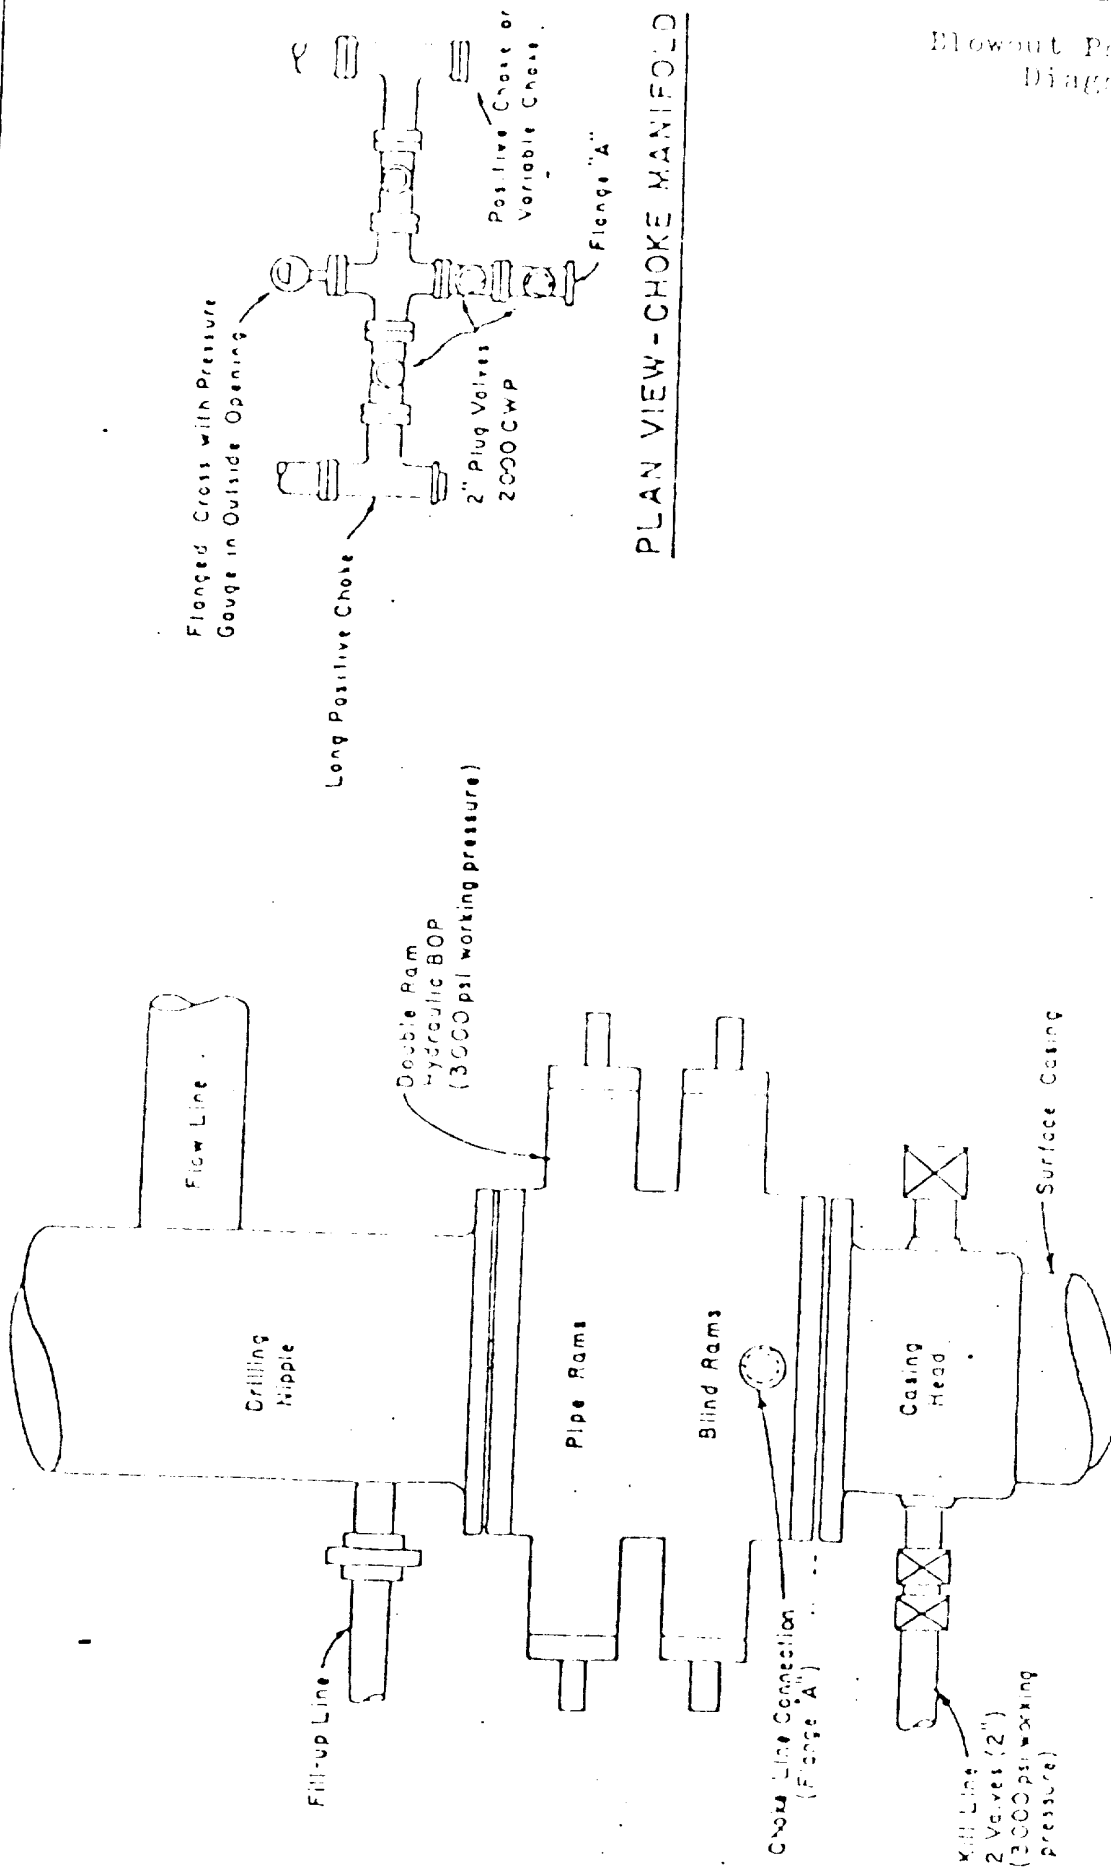 Blowout
Flanged Cross with Pressure
Gauge in Outside Opening
Long Positive Choke
2" Plug Valves
2000 CWP
Positive Choke or
Variable Choke
Flange "A"
PLAN VIEW - CHOKE MANIFOLD
Flow Line
Drilling
Nipple
Fill-up Line
Double Ram
Hydraulic BOP
(3000 psi working pressure)
Pipe Rams
Blind Rams
Choke Line Connection
(Flange "A")
Casing
Head
Kill Line
2 Valves (2")
(3000 psi working
pressure)
Surface Casing